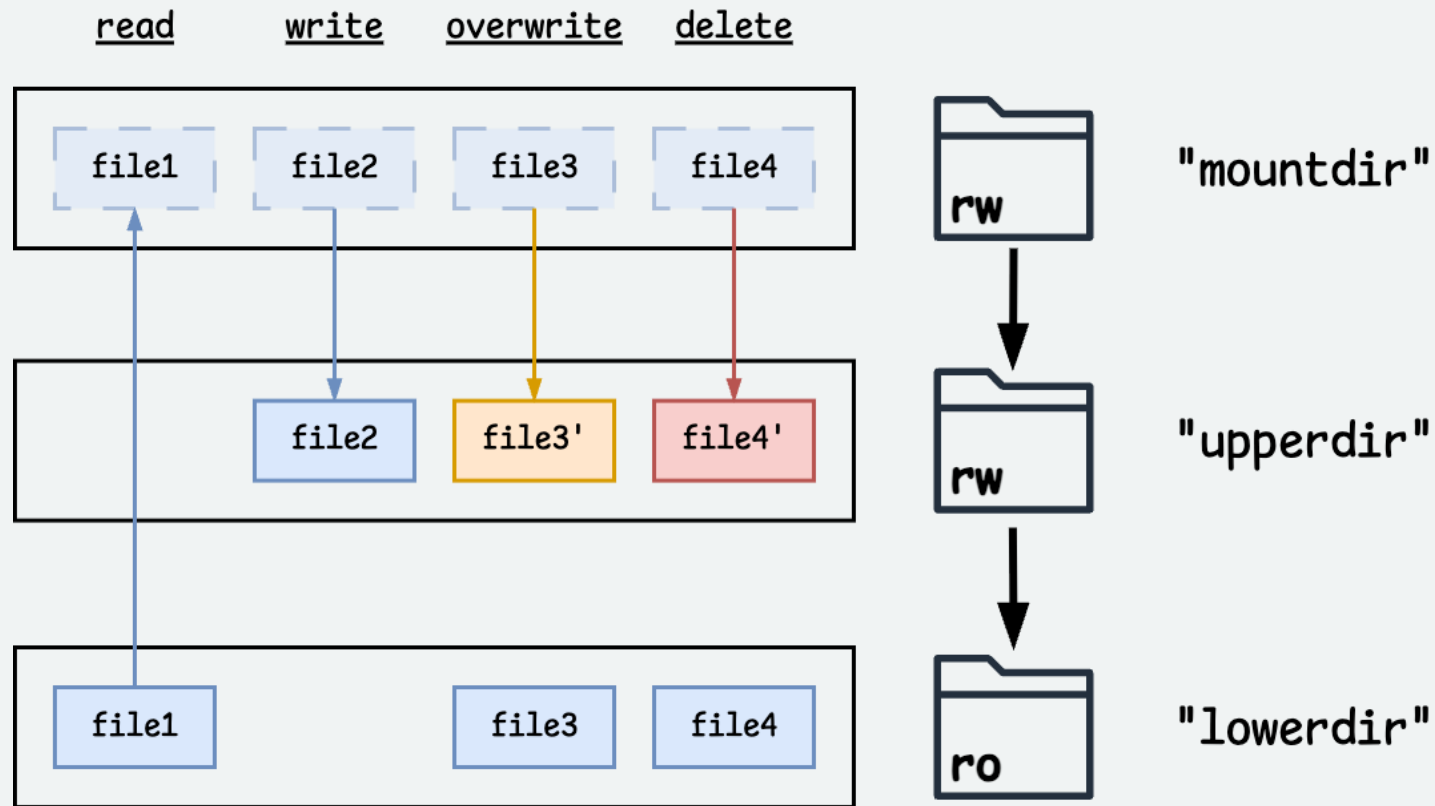 read write overwrite delete
file1 file2 file3 file4
rw
"mountdir"
file2 file3' file4'
rw
"upperdir"
file1 file3 file4
ro
"lowerdir"